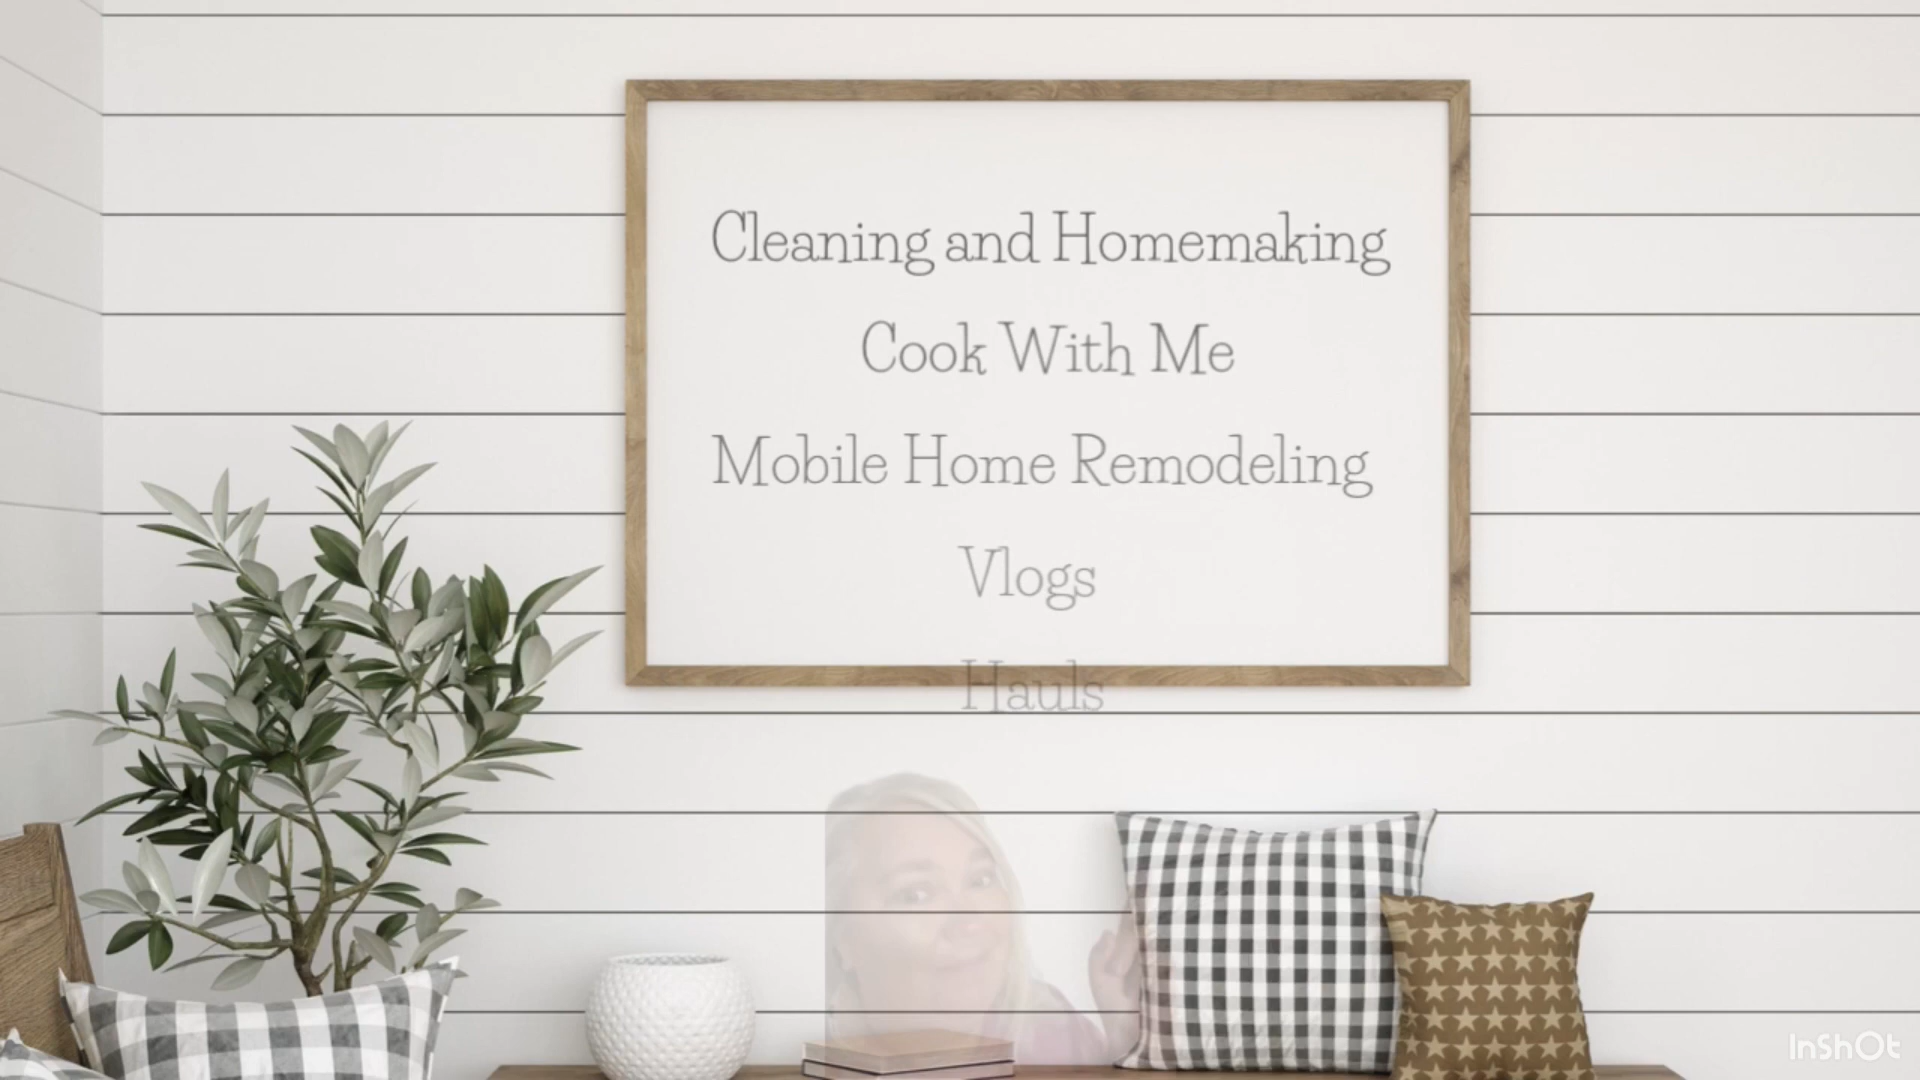 Cleaning and Homemaking
Cook With Me
Mobile Home Remodeling
Vlogs
Hauls
InShOt